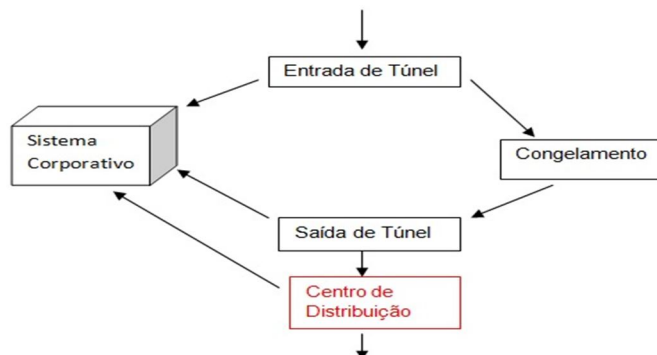 Entrada de Túnel
Sistema
Corporativo
Congelamento
Saída de Túnel
Centro de
Distribuição